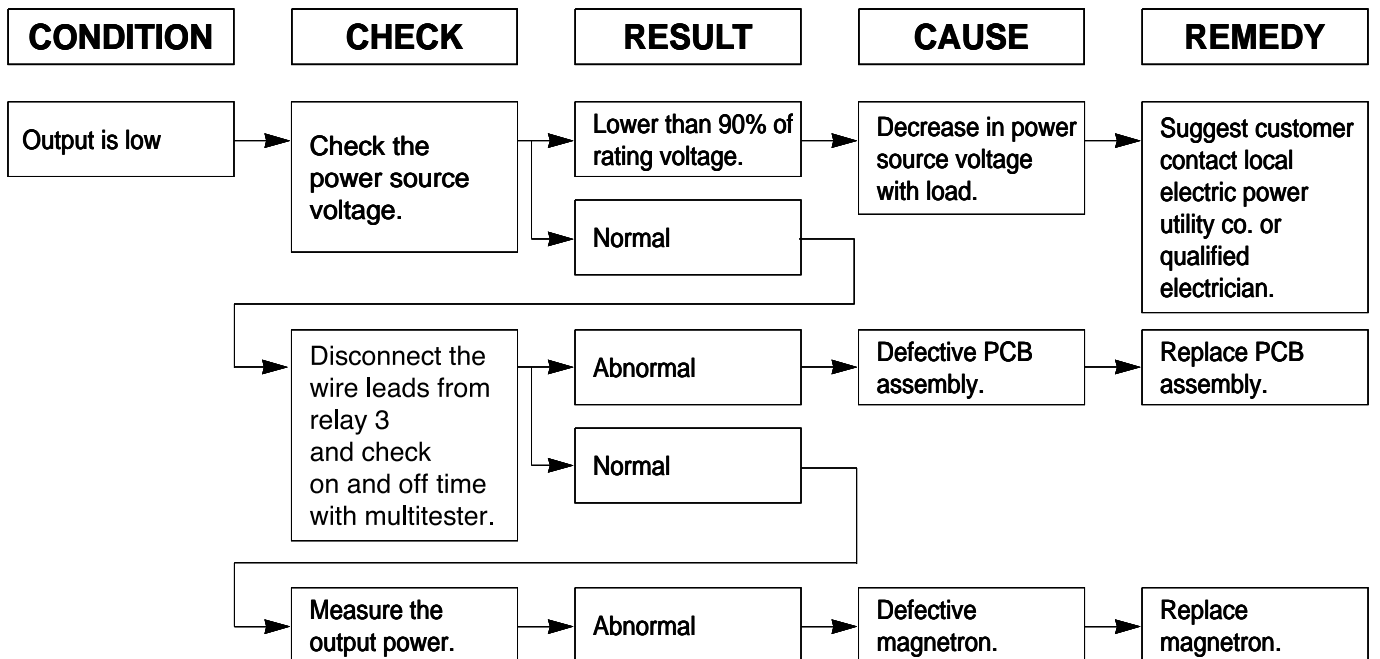 CONDITION
CHECK
RESULT
CAUSE
REMEDY
Output is low
Check the
power source
voltage.
Lower than 90% of
rating voltage.
Decrease in power
source voltage
with load.
Suggest customer
contact local
electric power
utility co. or
qualified
electrician.
Normal
Disconnect the
wire leads from
relay 3
and check
on and off time
with multitester.
Abnormal
Defective PCB
assembly.
Replace PCB
assembly.
Normal
Measure the
output power.
Abnormal
Defective
magnetron.
Replace
magnetron.